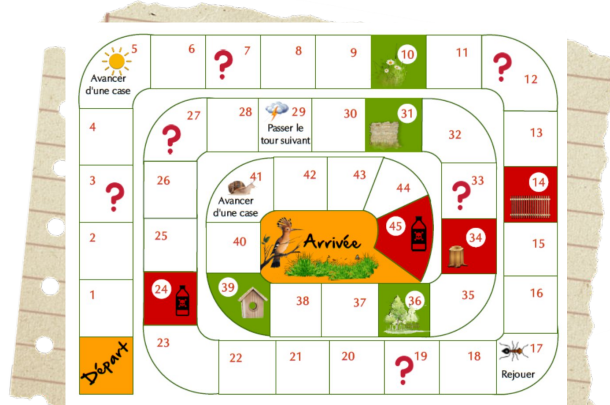 5 6 7 8 9 10 11
Avancer
d'une case
12
4 27 28 29 30 31 32 13
Passer le
tour suivant
3 26 41 42 43 44 33 14
Avancer
d'une case
2 25 40 Arrivée 45 34 15
1 24 39 38 37 36 35 16
Départ 23 22 21 20 19 18 17
Rejouer
? ? ? ? ? ?